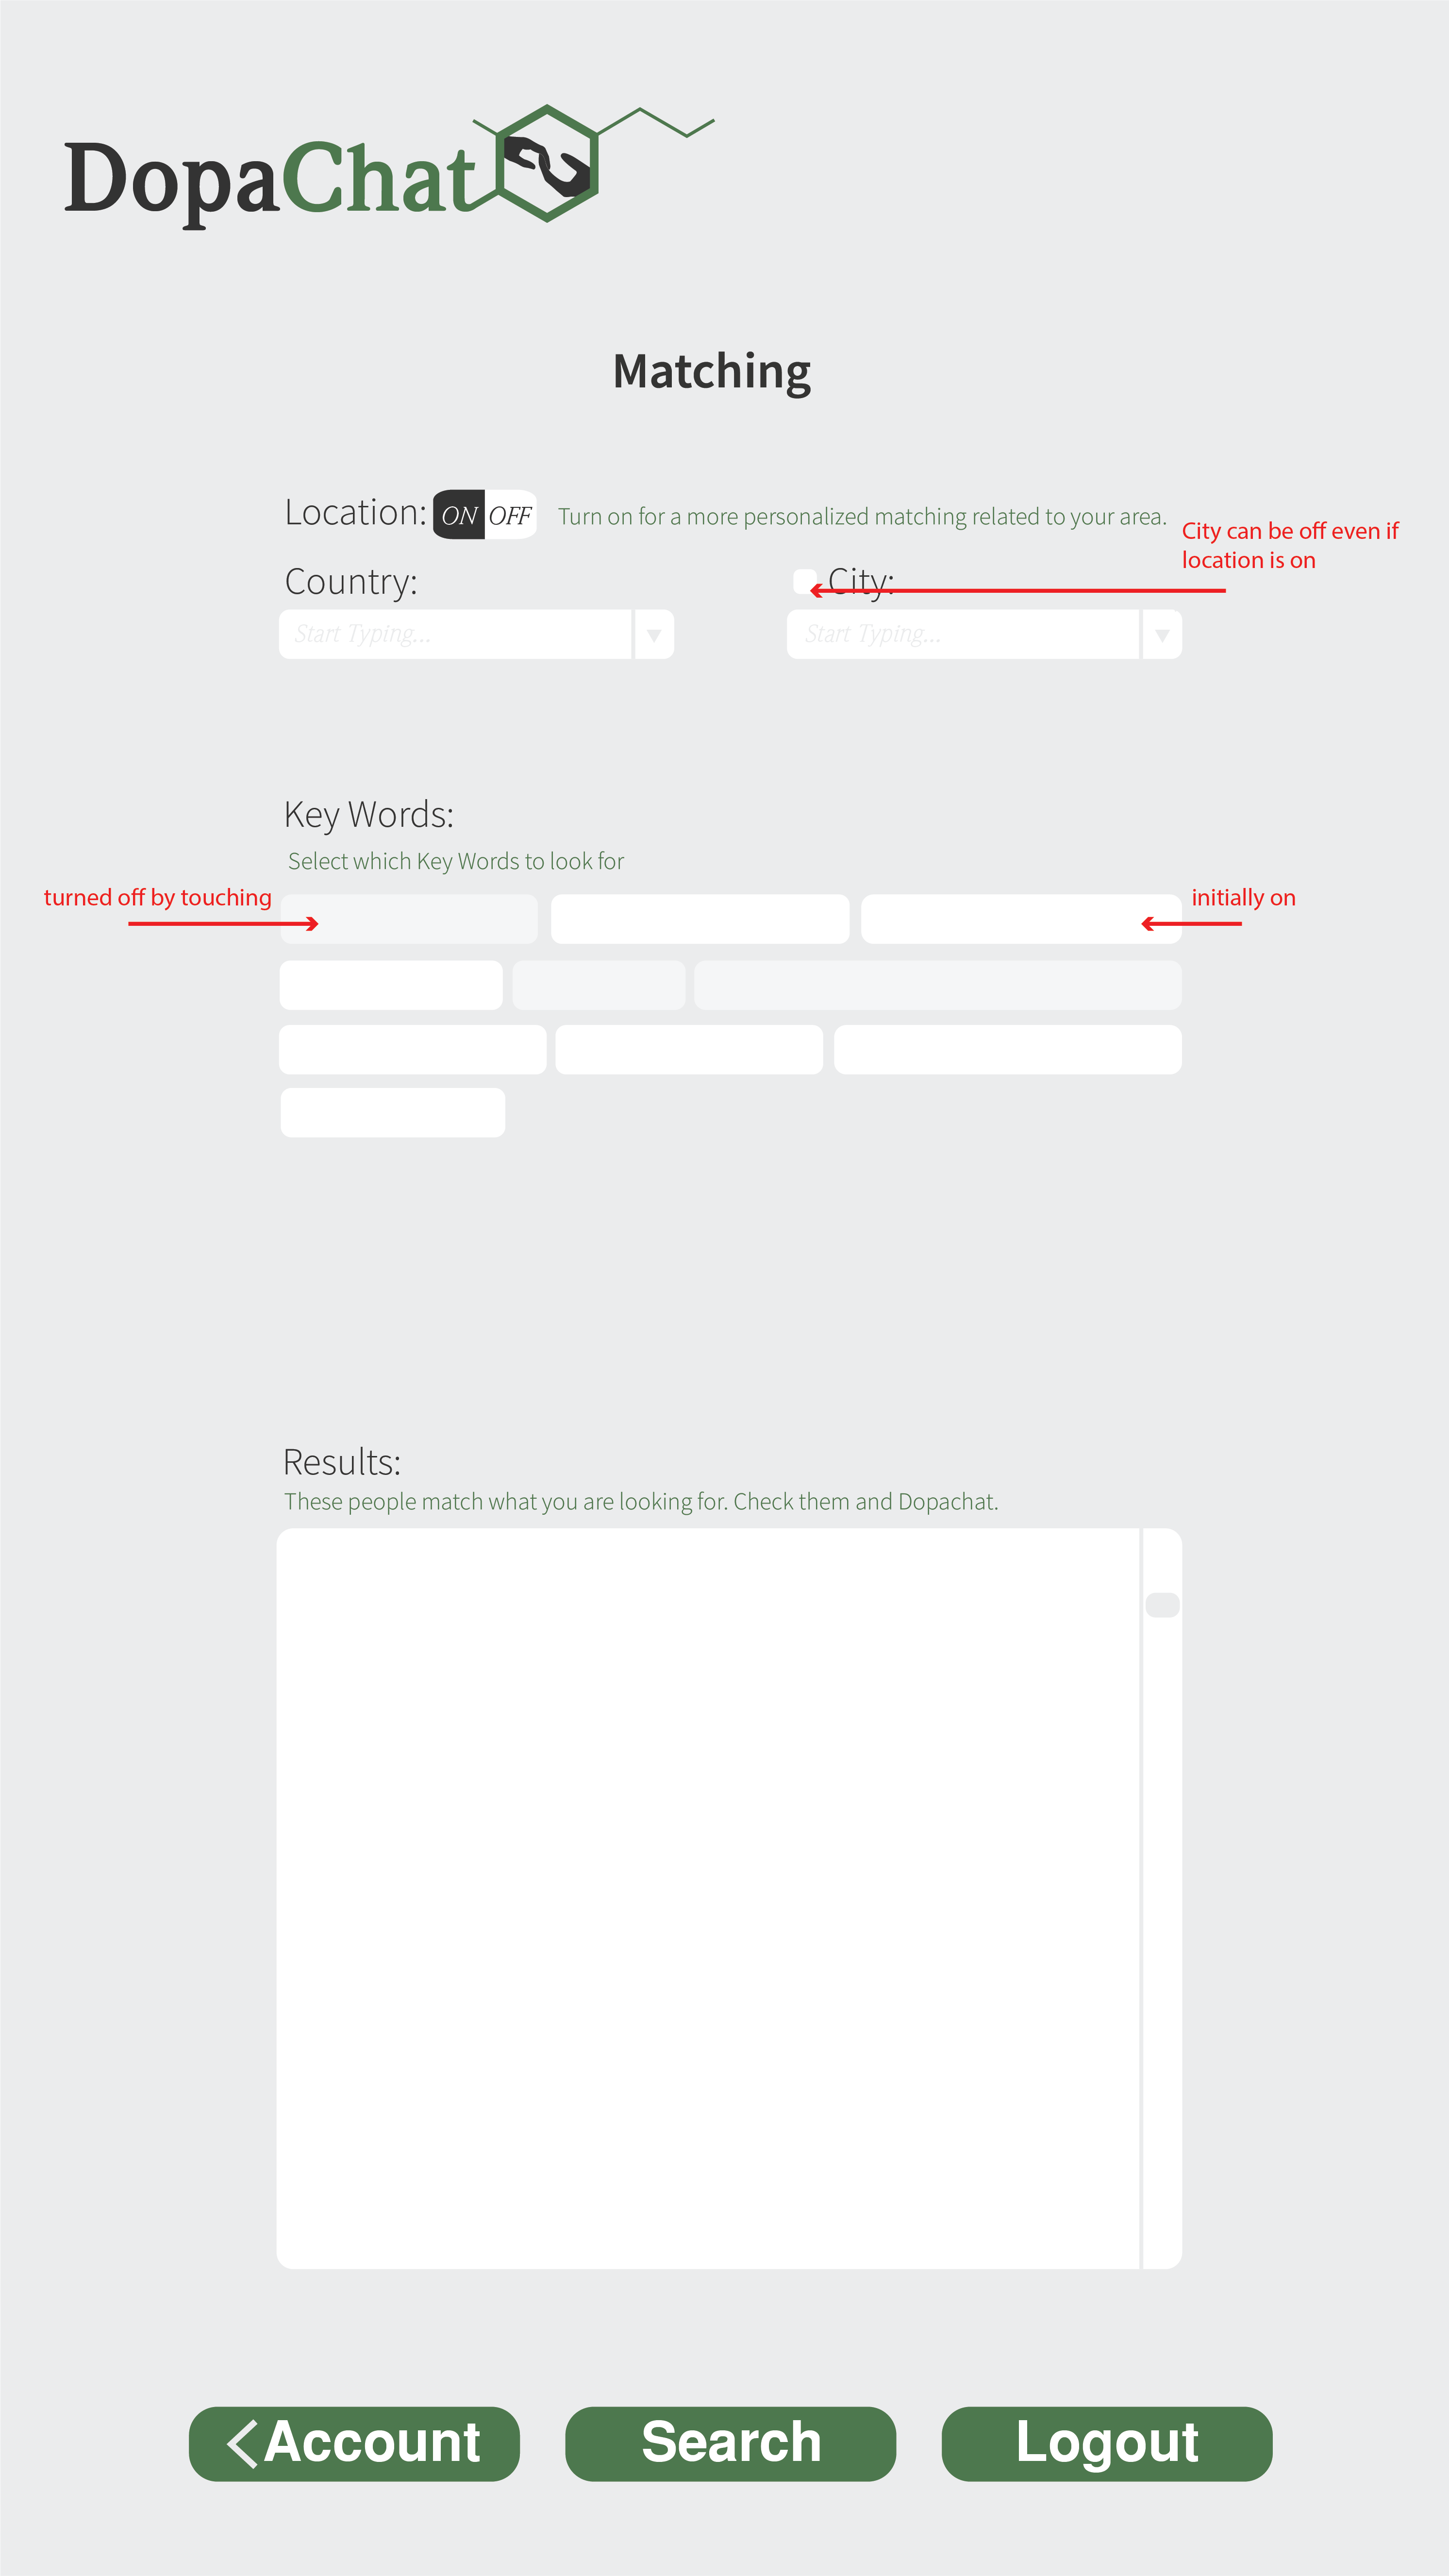 DopaChat
Matching
Location: ON OFF Turn on for a more personalized matching related to your area.
City can be off even if
location is on
Country:
City:
Start Typing...
Start Typing...
Key Words:
Select which Key Words to look for
turned off by touching
initially on
Results:
These people match what you are looking for. Check them and Dopachat.
Account
Search
Logout